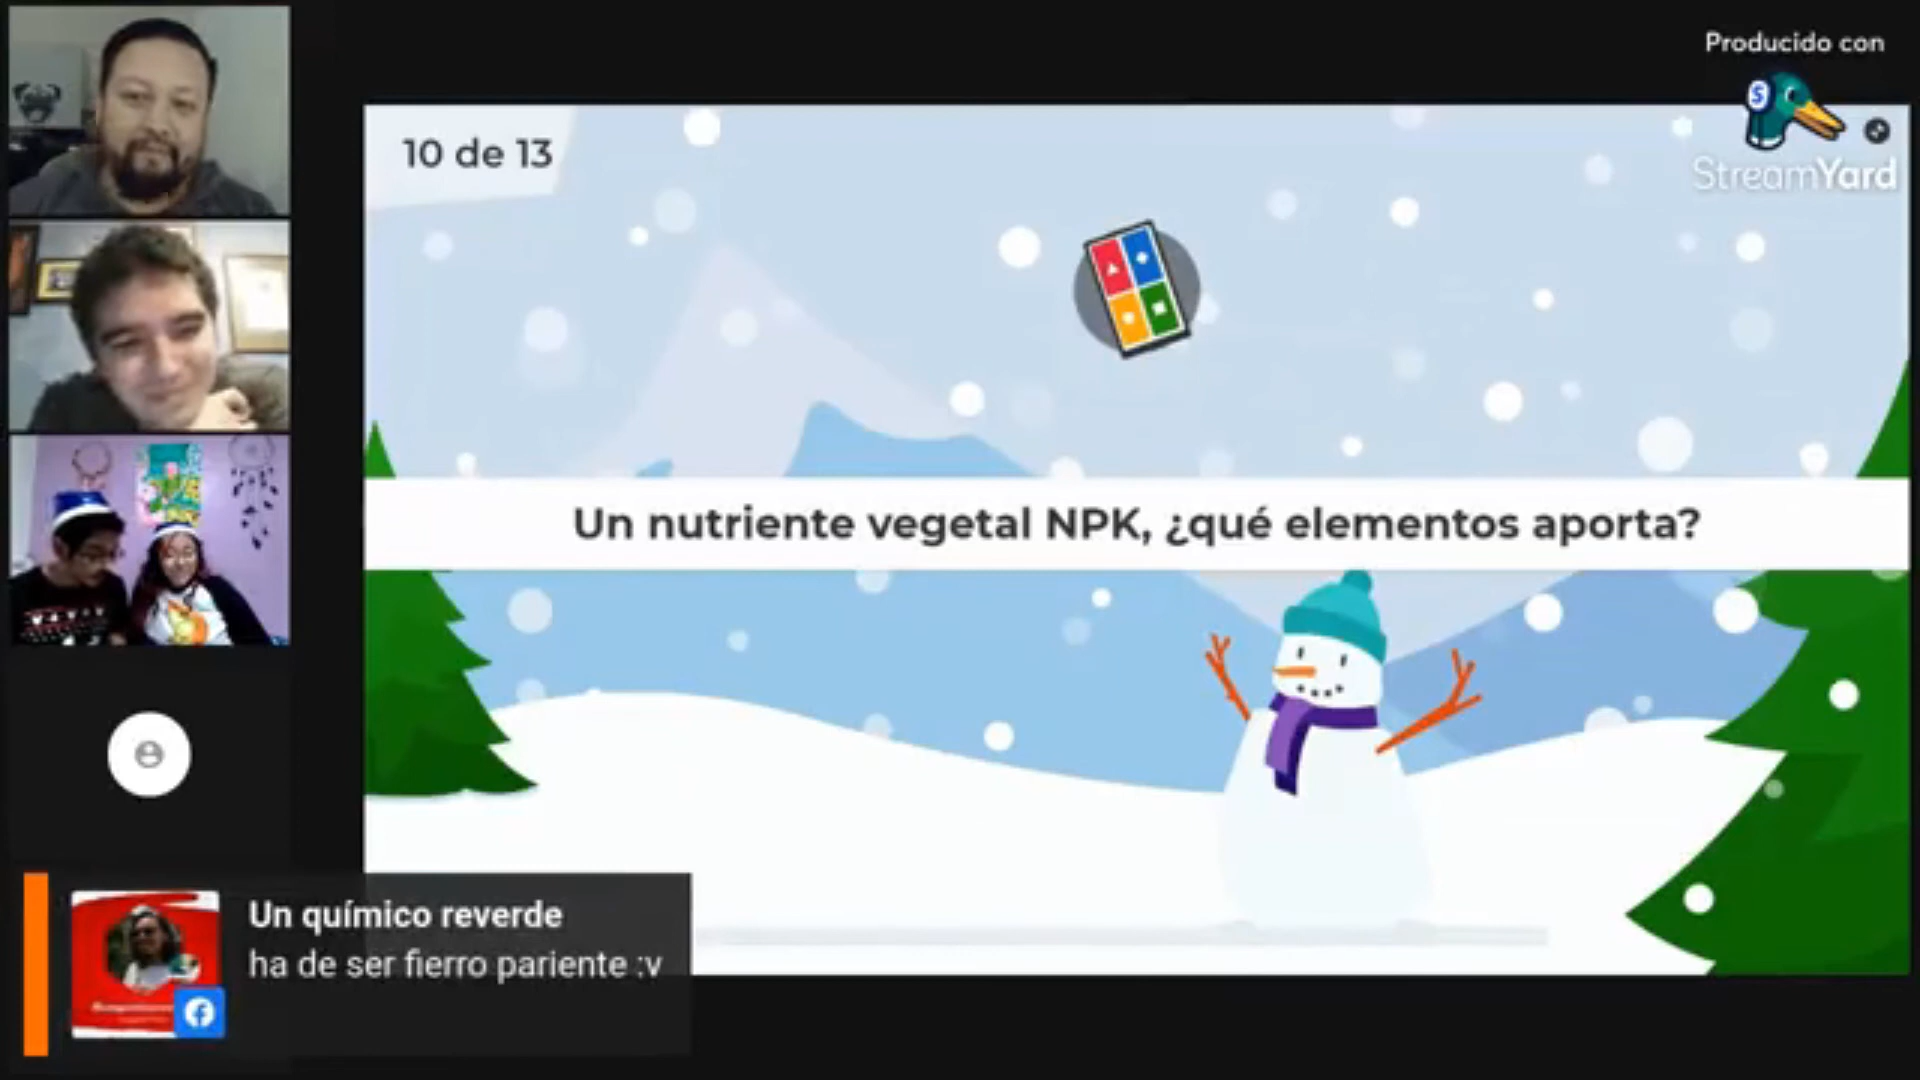 Producido con
StreamYard
10 de 13
Un nutriente vegetal NPK, ¿qué elementos aporta?
Un químico reverde
ha de ser fierro pariente :v